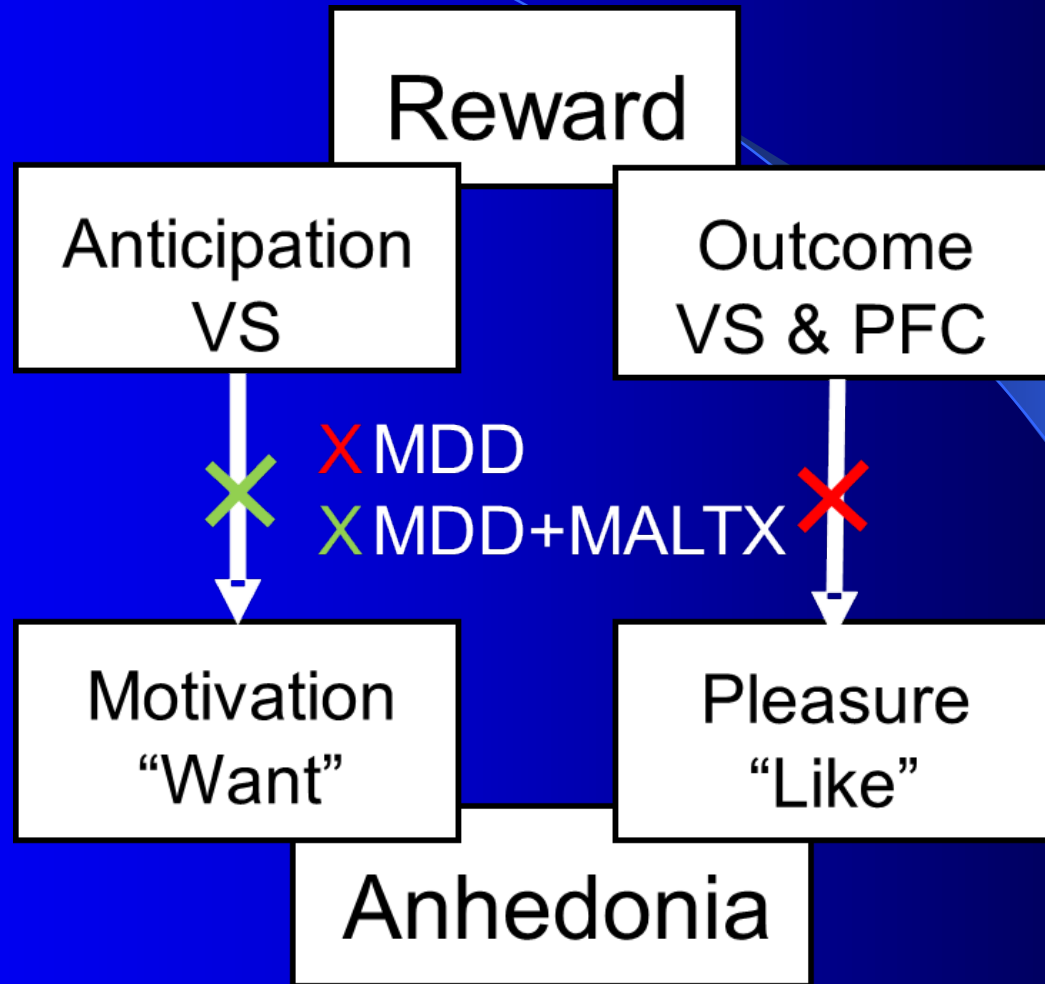 Reward
Anticipation
VS
Outcome
VS & PFC
X MDD
X MDD+MALTX
Motivation
“Want”
Pleasure
“Like”
Anhedonia